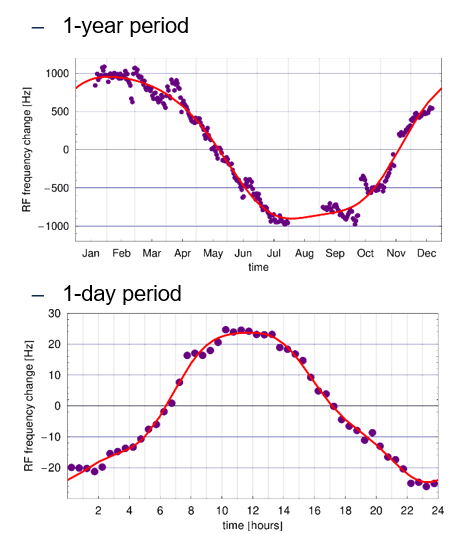 – 1-year period
RF frequency change [Hz]
1000
500
0
−500
−1000
Jan Feb Mar Apr May Jun Jul Aug Sep Oct Nov Dec
time
– 1-day period
RF frequency change [Hz]
30
20
10
0
−10
−20
2 4 6 8 10 12 14 16 18 20 22 24
time [hours]